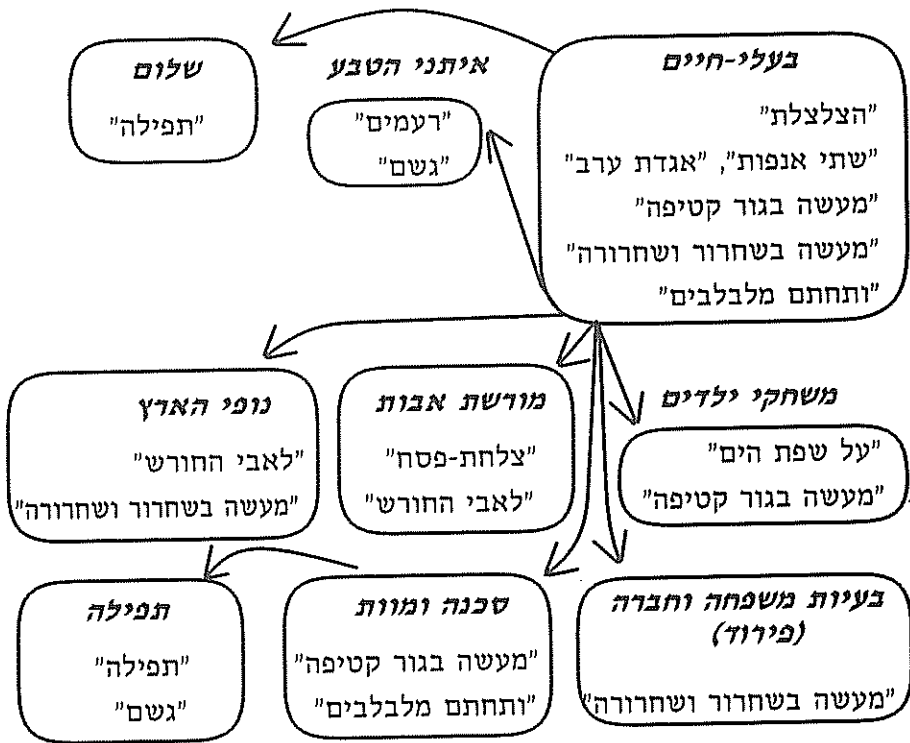 בעלי-חיים
"הצלצלת"
"שתי אנפות", "אגדת ערב"
"מעשה בגור קטיפה"
"מעשה בשחרור ושחרורה"
"ותחתם מלבלבים"
איתני הטבע
"רעמים"
"גשם"
שלום
"תפילה"
משחקי ילדים
"על שפת הים"
"מעשה בגור קטיפה"
מורשת אבות
"צלחת-פסח"
"לאבי החורש"
נופי הארץ
"לאבי החורש"
"מעשה בשחרור ושחרורה"
בעיות משפחה וחברה
(פירוד)
"מעשה בשחרור ושחרורה"
סכנה ומוות
"מעשה בגור קטיפה"
"ותחתם מלבלבים"
תפילה
"תפילה"
"גשם"